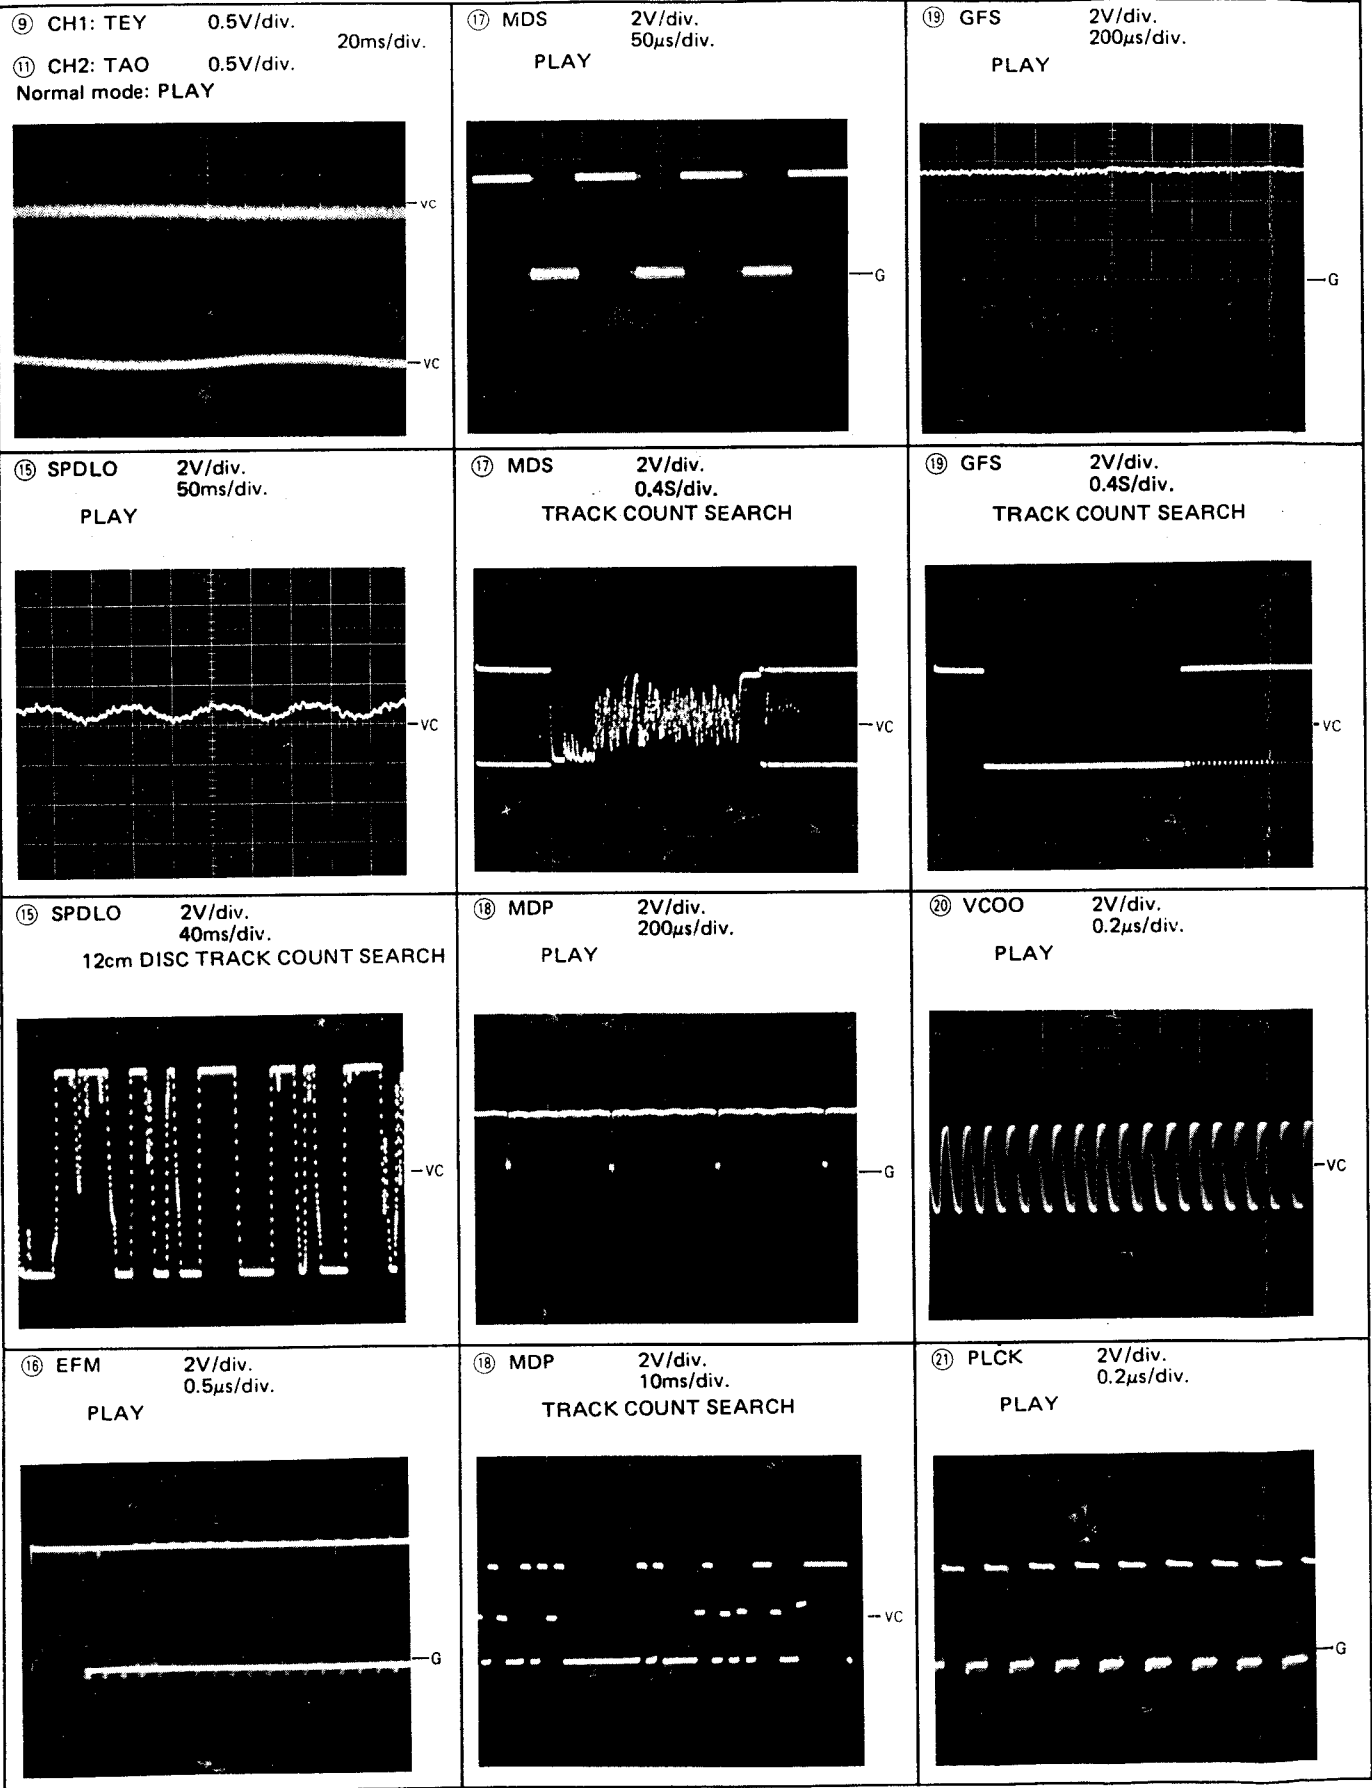 ⑨ CH1: TEY 0.5V/div.
20ms/div.
⑪ CH2: TAO 0.5V/div.
Normal mode: PLAY
VC
VC
⑰ MDS 2V/div.
50μs/div.
PLAY
G
⑲ GFS 2V/div.
200μs/div.
PLAY
G
⑮ SPDLO 2V/div.
50ms/div.
PLAY
VC
⑰ MDS 2V/div.
0.4S/div.
TRACK COUNT SEARCH
VC
⑲ GFS 2V/div.
0.4S/div.
TRACK COUNT SEARCH
VC
⑮ SPDLO 2V/div.
40ms/div.
12cm DISC TRACK COUNT SEARCH
VC
⑱ MDP 2V/div.
200μs/div.
PLAY
G
⑳ VCOO 2V/div.
0.2μs/div.
PLAY
VC
⑯ EFM 2V/div.
0.5μs/div.
PLAY
G
⑱ MDP 2V/div.
10ms/div.
TRACK COUNT SEARCH
VC
㉑ PLCK 2V/div.
0.2μs/div.
PLAY
G